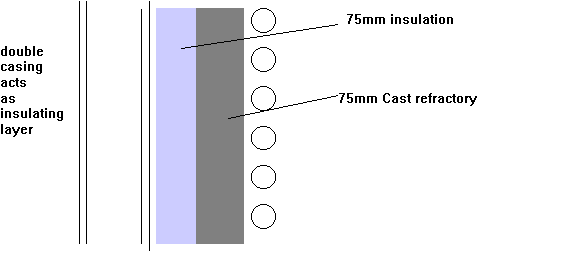 75mm insulation
double
casing
acts
as
insulating
layer
75mm Cast refractory